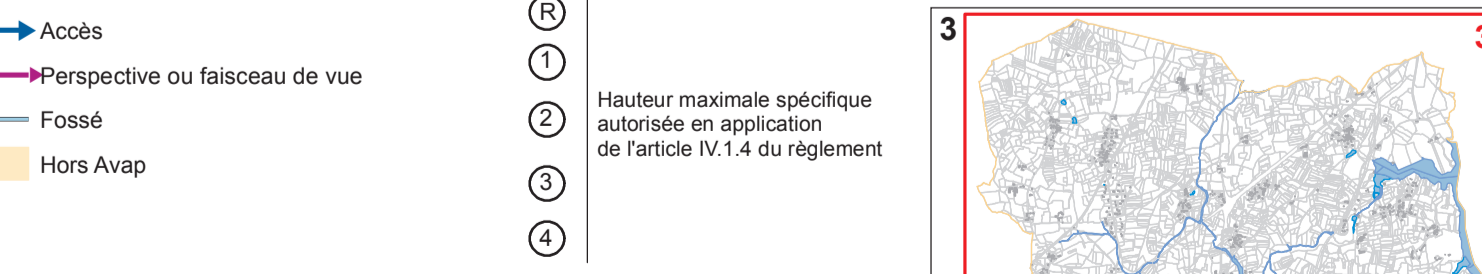 Accès
Perspective ou faisceau de vue
Fossé
Hors Avap
R
1
2
3
4
Hauteur maximale spécifique
autorisée en application
de l'article IV.1.4 du règlement
3